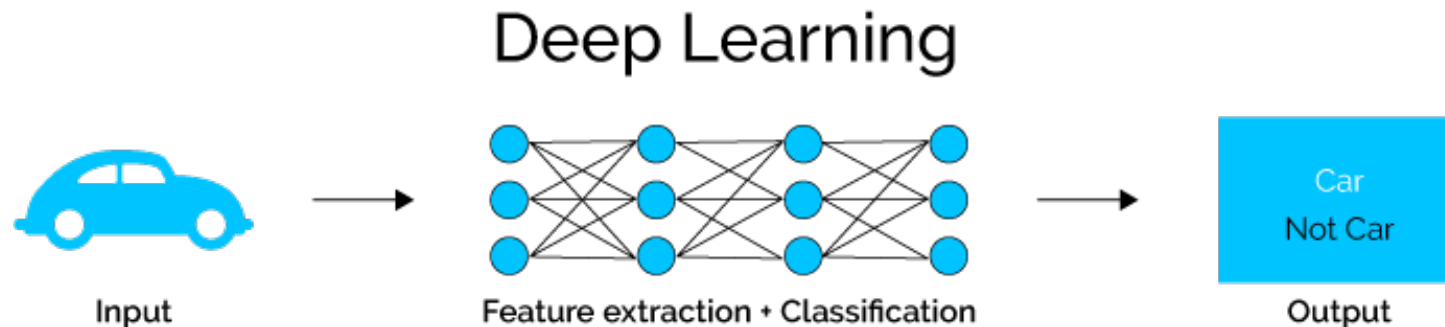 Deep Learning
Car
Not Car
Input
Feature extraction + Classification
Output